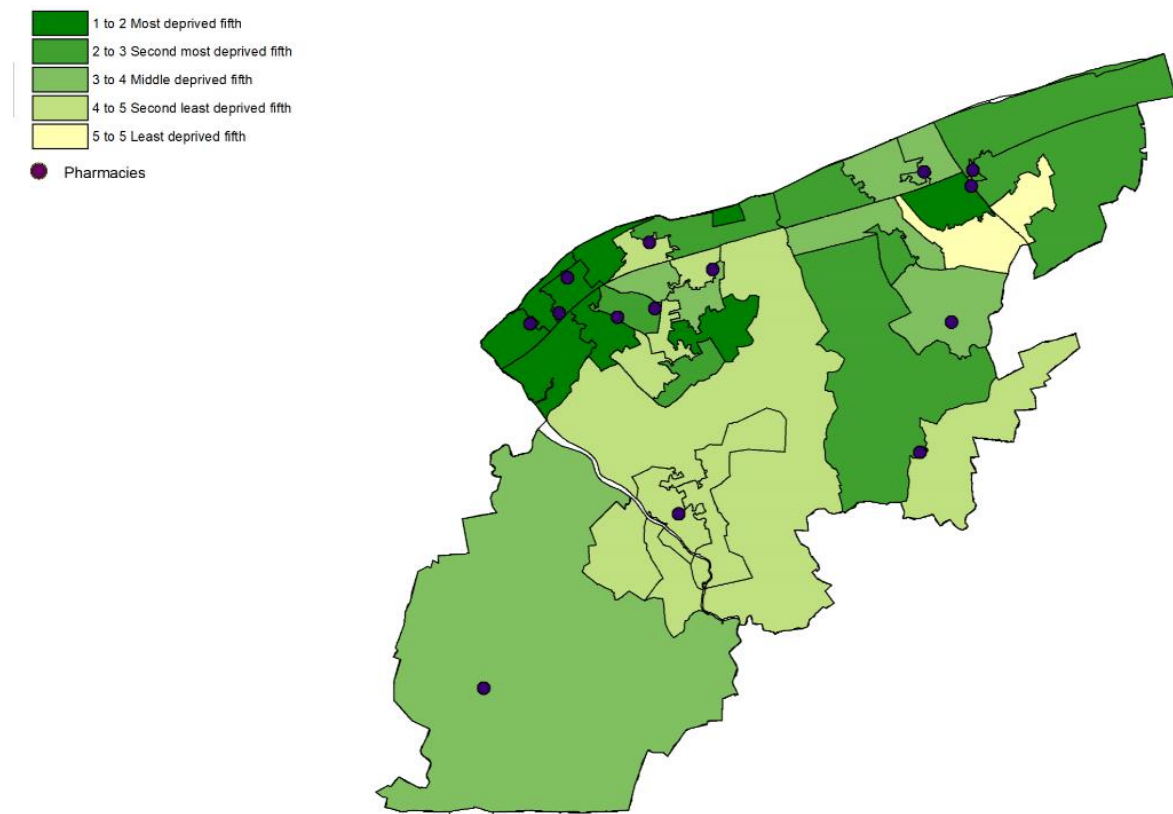 1 to 2 Most deprived fifth
2 to 3 Second most deprived fifth
3 to 4 Middle deprived fifth
4 to 5 Second least deprived fifth
5 to 5 Least deprived fifth
Pharmacies